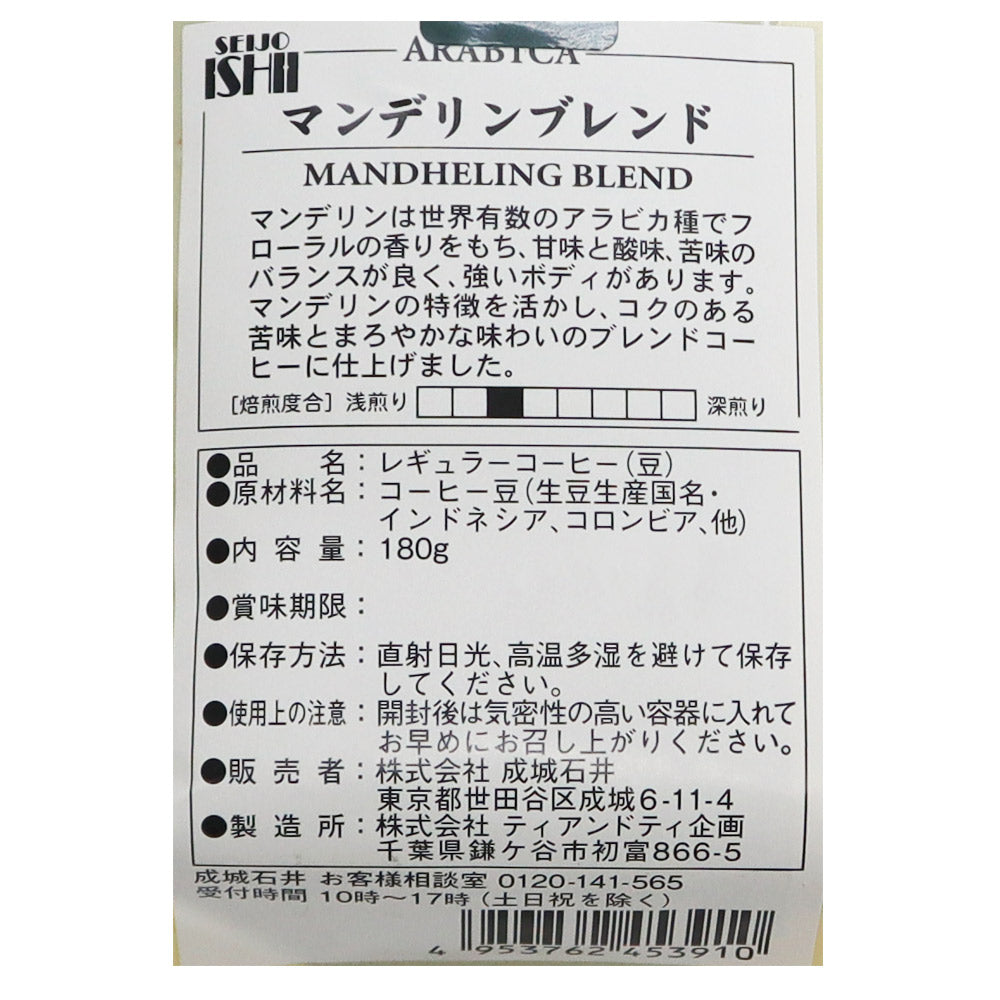 SEIJO
ISHII
ARABICA
マンデリンブレンド
MANDHELING BLEND
マンデリンは世界有数のアラビカ種でフ
ローラルの香りをもち、甘味と酸味、苦味の
バランスが良く、強いボディがあります。
マンデリンの特徴を活かし、コクのある
苦味とまろやかな味わいのブレンドコー
ヒーに仕上げました。
[焙煎度合] 浅煎り 深煎り
●品名：レギュラーコーヒー（豆）
●原材料名：コーヒー豆（生豆生産国名・
インドネシア、コロンビア、他)
●内容量：180g
●賞味期限：
●保存方法：直射日光、高温多湿を避けて保存
してください。
●使用上の注意：開封後は気密性の高い容器に入れて
お早めにお召し上がりください。
●販売者：株式会社 成城石井
東京都世田谷区成城6-11-4
●製造所：株式会社 ティアンドティ企画
千葉県鎌ケ谷市初富866-5
成城石井 お客様相談室 0120-141-565
受付時間 10時～17時（土日祝を除く）
4 953762 453910